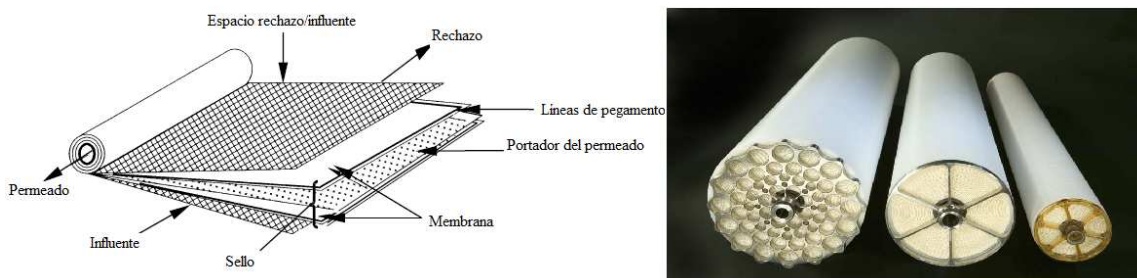 Espacio rechazo/influente
Rechazo
Líneas de pegamento
Portador del permeado
Permeado
Membrana
Influente
Sello